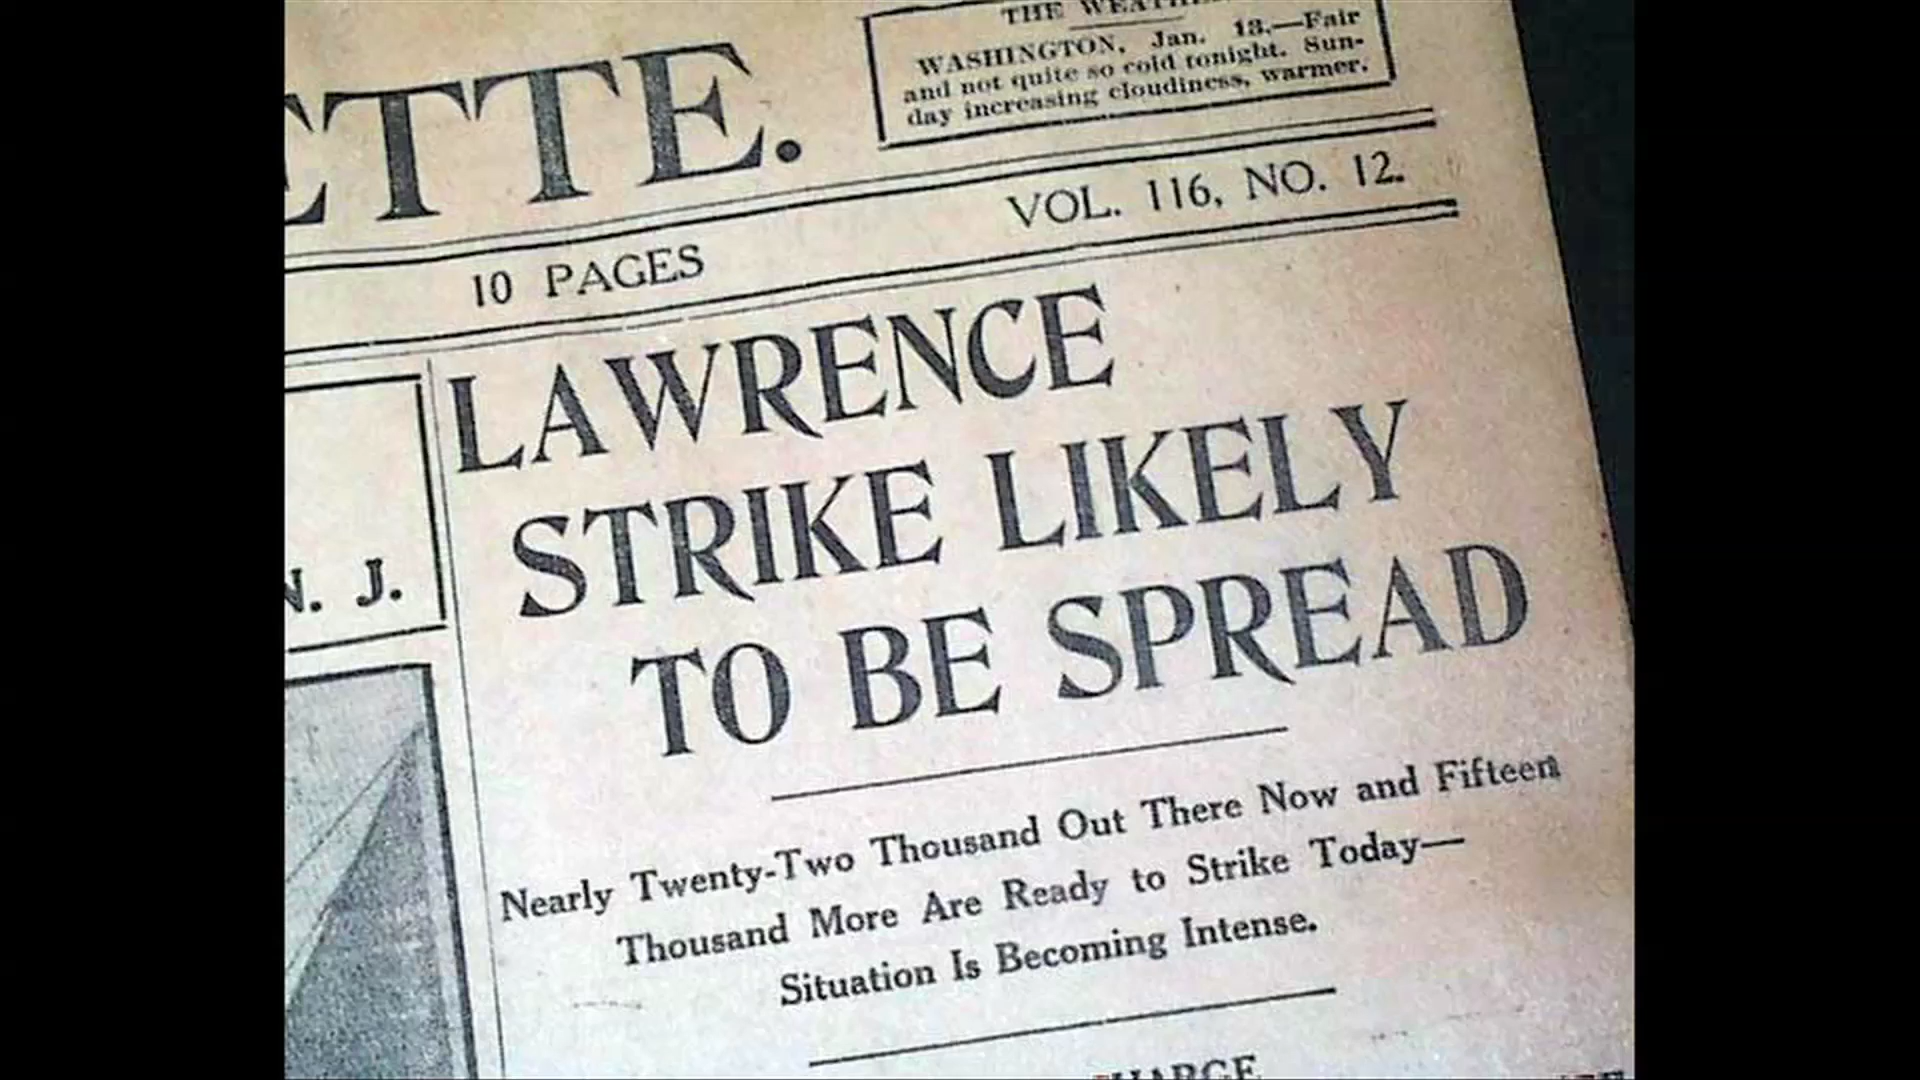 THE WEATHER
WASHINGTON, Jan. 13.—Fair
and not quite so cold tonight. Sun-
day increasing cloudiness, warmer.
ETTE.
10 PAGES
VOL. 116, NO. 12.
N. J.
LAWRENCE
STRIKE LIKELY
TO BE SPREAD
Nearly Twenty-Two Thousand Out There Now and Fifteen
Thousand More Are Ready to Strike Today—
Situation Is Becoming Intense.